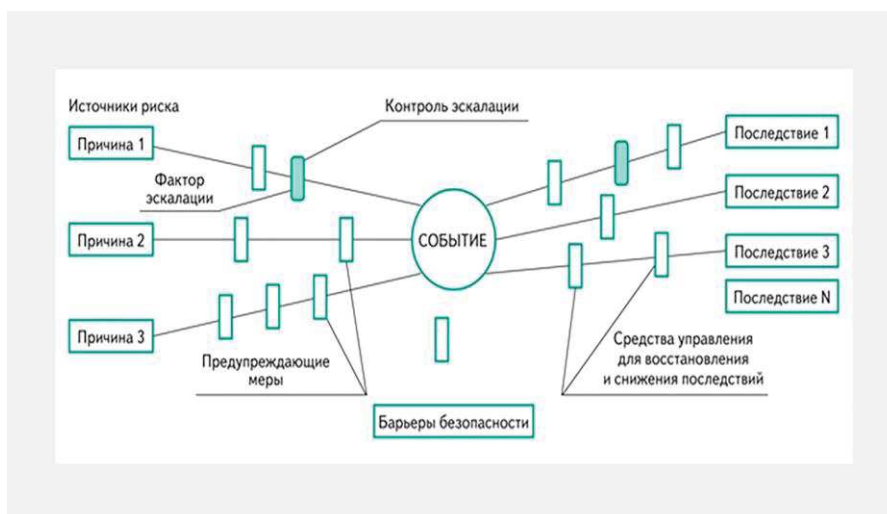 Источники риска
Контроль эскалации
Причина 1
Последствие 1
Фактор
эскалации
Последствие 2
Причина 2
СОБЫТИЕ
Последствие 3
Последствие N
Причина 3
Предупреждающие
меры
Средства управления
для восстановления
и снижения последствий
Барьеры безопасности